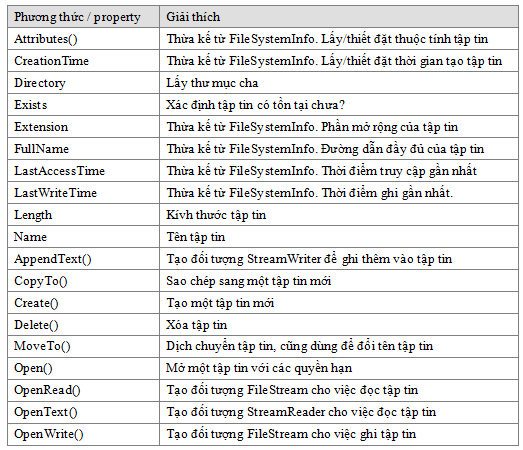 Phương thức / property Giải thích
Attributes() Thừa kế từ FileSystemInfo. Lấy/thiết đặt thuộc tính tập tin
CreationTime Thừa kế từ FileSystemInfo. Lấy/thiết đặt thời gian tạo tập tin
Directory Lấy thư mục cha
Exists Xác định tập tin có tồn tại chưa?
Extension Thừa kế từ FileSystemInfo. Phần mở rộng của tập tin
FullName Thừa kế từ FileSystemInfo. Đường dẫn đầy đủ của tập tin
LastAccessTime Thừa kế từ FileSystemInfo. Thời điểm truy cập gần nhất
LastWriteTime Thừa kế từ FileSystemInfo. Thời điểm ghi gần nhất.
Length Kívh thước tập tin
Name Tên tập tin
AppendText() Tạo đối tượng StreamWriter để ghi thêm vào tập tin
CopyTo() Sao chép sang một tập tin mới
Create() Tạo một tập tin mới
Delete() Xóa tập tin
MoveTo() Dịch chuyển tập tin, cũng dùng để đổi tên tập tin
Open() Mở một tập tin với các quyền hạn
OpenRead() Tạo đối tượng FileStream cho việc đọc tập tin
OpenText() Tạo đối tượng StreamReader cho việc đọc tập tin
OpenWrite() Tạo đối tượng FileStream cho việc ghi tập tin